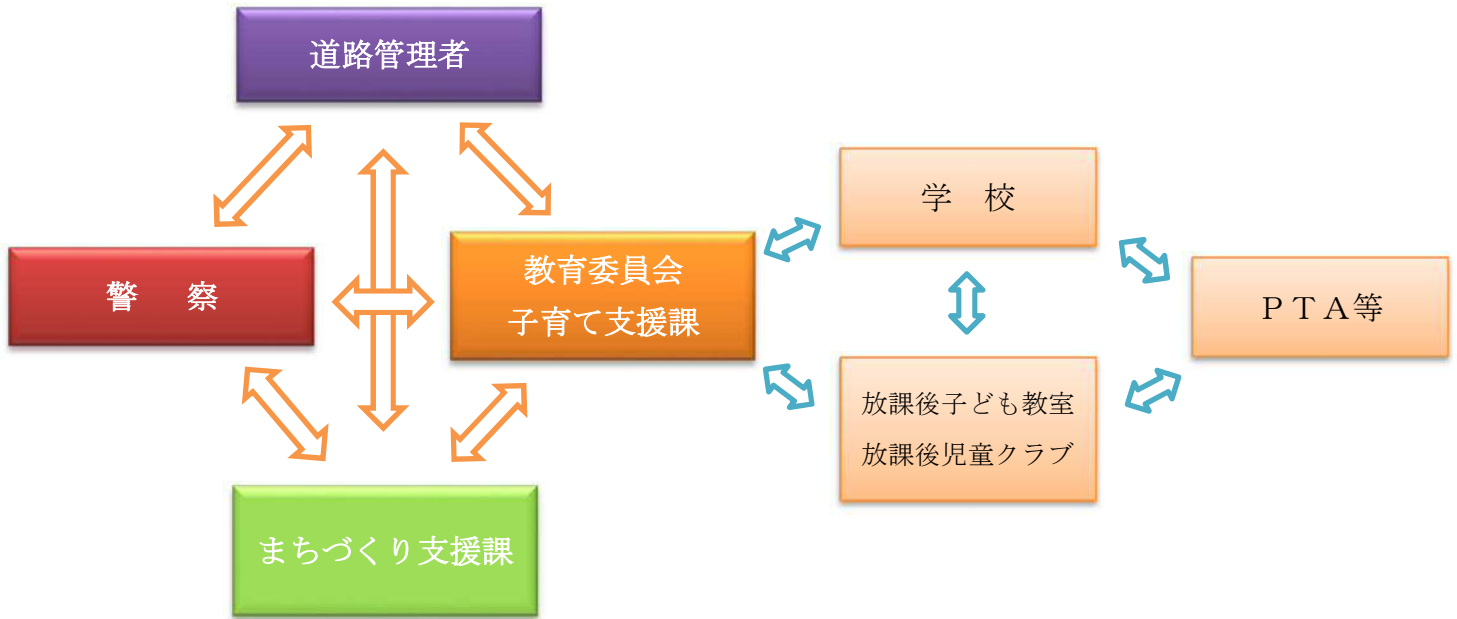 道路管理者
警　察
教育委員会
子育て支援課
まちづくり支援課
学　校
放課後子ども教室
放課後児童クラブ
ＰＴＡ等